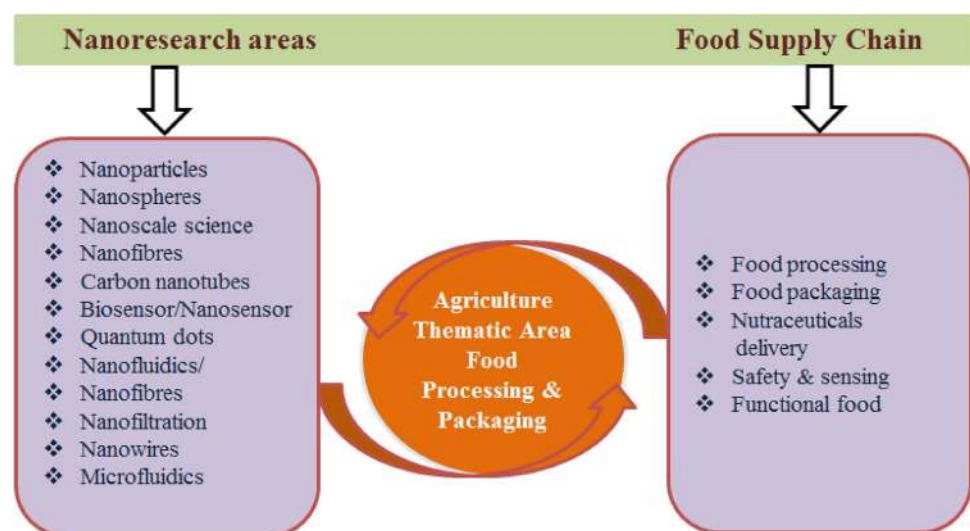 Nanoresearch areas
Food Supply Chain
❖ Nanoparticles
❖ Nanospheres
❖ Nanoscale science
❖ Nanofibres
❖ Carbon nanotubes
❖ Biosensor/Nanosensor
❖ Quantum dots
❖ Nanofluidics/
❖ Nanofibres
❖ Nanofiltration
❖ Nanowires
❖ Microfluidics
Agriculture
Thematic Area
Food
Processing &
Packaging
❖ Food processing
❖ Food packaging
❖ Nutraceuticals
delivery
❖ Safety & sensing
❖ Functional food